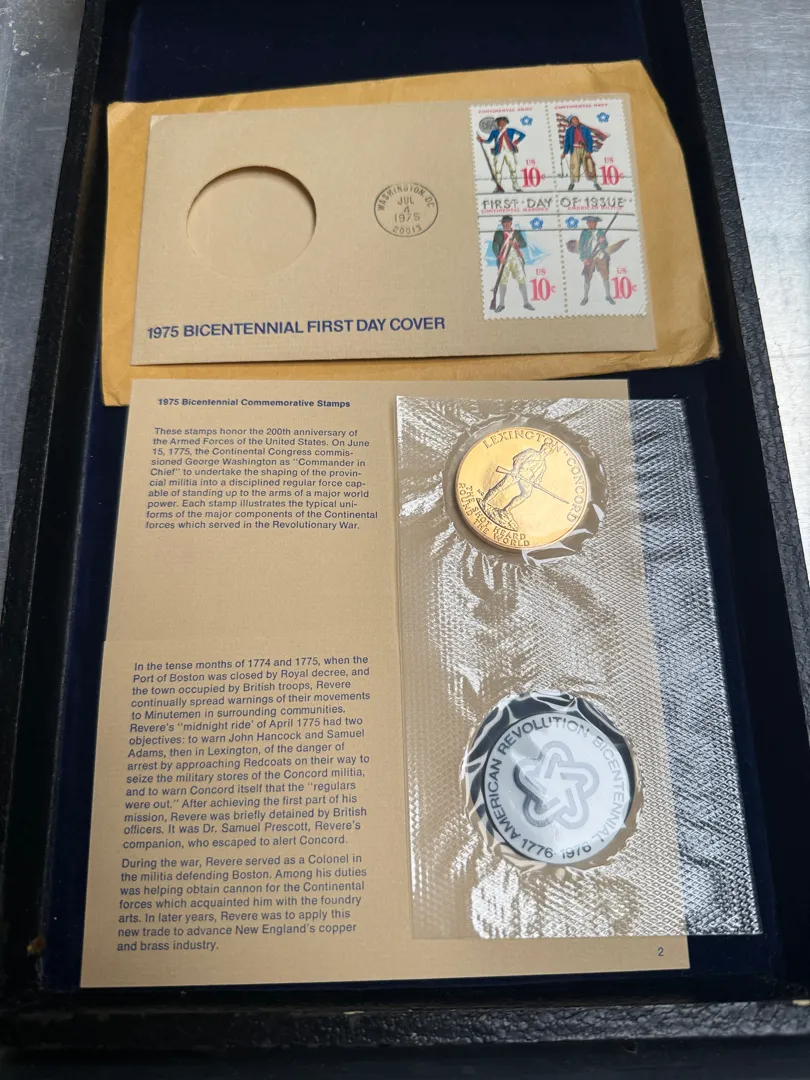 CONTINENTAL ARMY
CONTINENTAL NAVY
US 10c
US 10c
WASHINGTON, DC
JUL
4
1975
20013
FIRST DAY OF ISSUE
CONTINENTAL MARINES
US 10c
US 10c
1975 BICENTENNIAL FIRST DAY COVER
1975 Bicentennial Commemorative Stamps
These stamps honor the 200th anniversary of
the Armed Forces of the United States. On June
15, 1775, the Continental Congress commis-
sioned George Washington as "Commander in
Chief" to undertake the shaping of the provin-
cial militia into a disciplined regular force cap-
able of standing up to the arms of a major world
power. Each stamp illustrates the typical uni-
forms of the major components of the Continental
forces which served in the Revolutionary War.
LEXINGTON·CONCORD
THE SHOT HEARD
ROUND THE WORLD
In the tense months of 1774 and 1775, when the
Port of Boston was closed by Royal decree, and
the town occupied by British troops, Revere
continually spread warnings of their movements
to Minutemen in surrounding communities.
Revere's "midnight ride' of April 1775 had two
objectives: to warn John Hancock and Samuel
Adams, then in Lexington, of the danger of
arrest by approaching Redcoats on their way to
seize the military stores of the Concord militia,
and to warn Concord itself that the "regulars
were out." After achieving the first part of his
mission, Revere was briefly detained by British
officers. It was Dr. Samuel Prescott, Revere's
companion, who escaped to alert Concord.
During the war, Revere served as a Colonel in
the militia defending Boston. Among his duties
was helping obtain cannon for the Continental
forces which acquainted him with the foundry
arts. In later years, Revere was to apply this
new trade to advance New England's copper
and brass industry.
AMERICAN REVOLUTION BICENTENNIAL
1776-1976
2